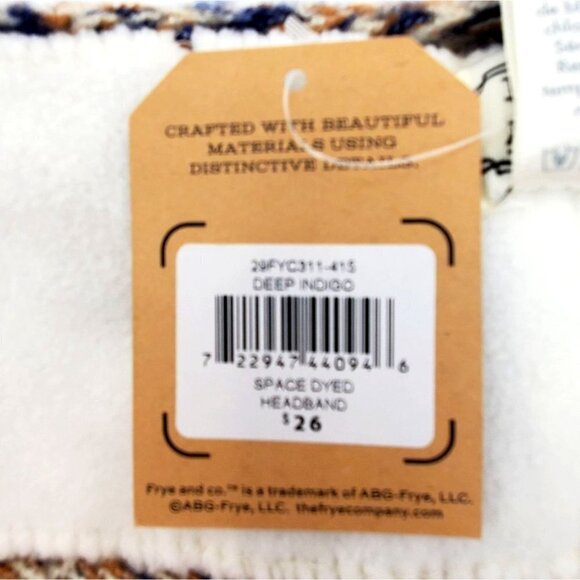 CRAFTED WITH BEAUTIFUL
MATERIALS USING
DISTINCTIVE DETAILS.
29FYC311-415
DEEP INDIGO
7 22947 44094 6
SPACE DYED
HEADBAND
$26
Frye and co.™ is a trademark of ABG-Frye, LLC.
©ABG-Frye, LLC. thefryecompany.com